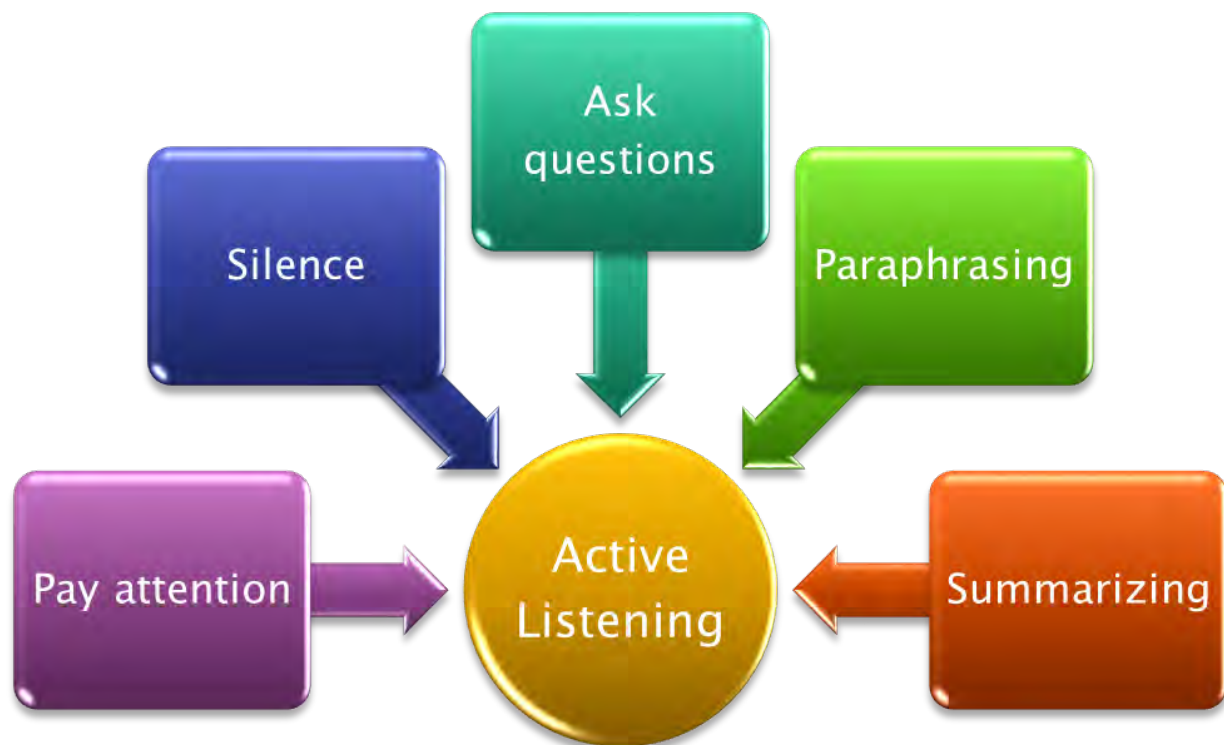 Ask
questions
Silence
Paraphrasing
Pay attention
Active
Listening
Summarizing